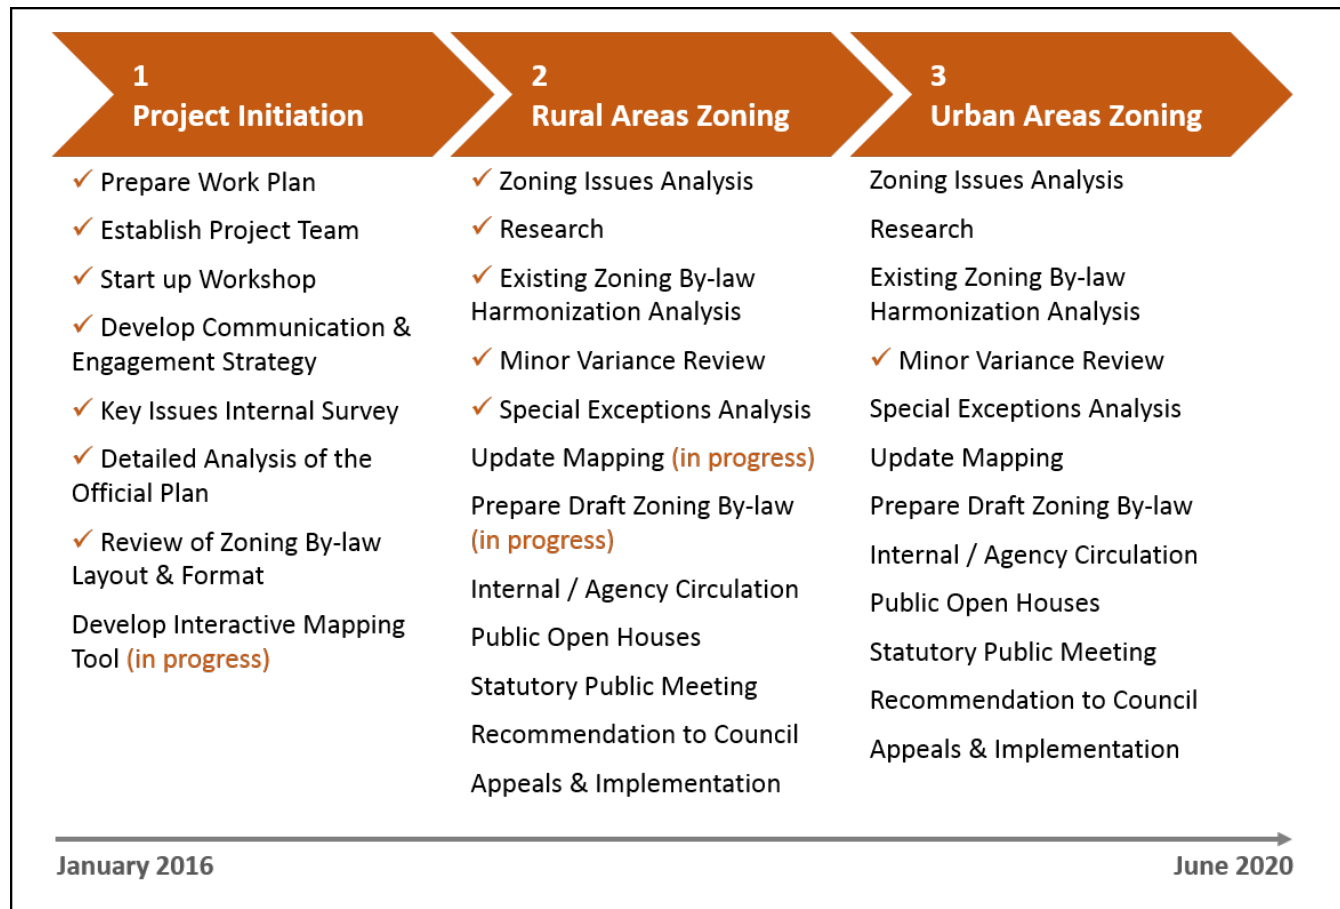 1
Project Initiation
✓ Prepare Work Plan
✓ Establish Project Team
✓ Start up Workshop
✓ Develop Communication &
Engagement Strategy
✓ Key Issues Internal Survey
✓ Detailed Analysis of the
Official Plan
✓ Review of Zoning By-law
Layout & Format
Develop Interactive Mapping
Tool (in progress)
2
Rural Areas Zoning
✓ Zoning Issues Analysis
✓ Research
✓ Existing Zoning By-law
Harmonization Analysis
✓ Minor Variance Review
✓ Special Exceptions Analysis
Update Mapping (in progress)
Prepare Draft Zoning By-law
(in progress)
Internal / Agency Circulation
Public Open Houses
Statutory Public Meeting
Recommendation to Council
Appeals & Implementation
3
Urban Areas Zoning
Zoning Issues Analysis
Research
Existing Zoning By-law
Harmonization Analysis
✓ Minor Variance Review
Special Exceptions Analysis
Update Mapping
Prepare Draft Zoning By-law
Internal / Agency Circulation
Public Open Houses
Statutory Public Meeting
Recommendation to Council
Appeals & Implementation
January 2016
June 2020